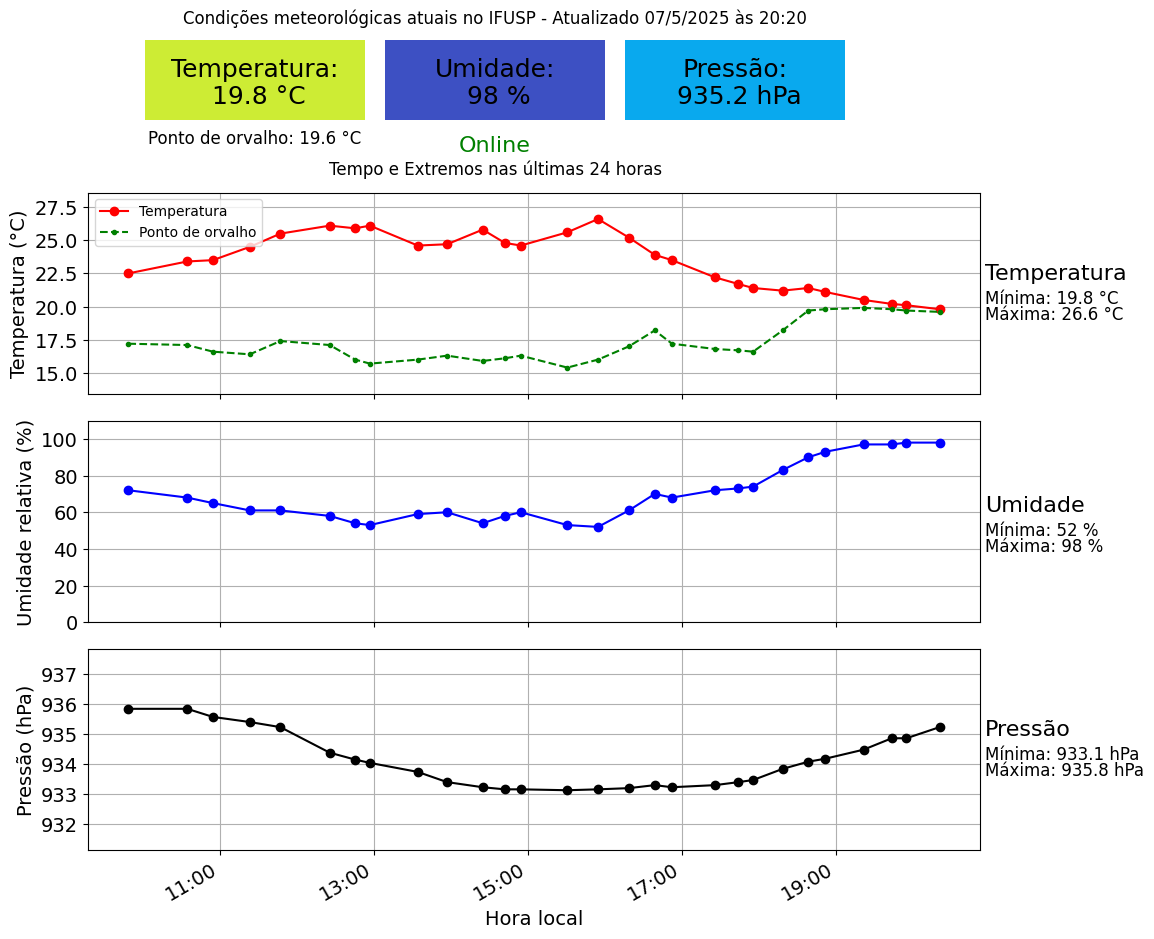 Condições meteorológicas atuais no IFUSP - Atualizado 07/5/2025 às 20:20
Temperatura:
19.8 °C
Umidade:
98 %
Pressão:
935.2 hPa
Ponto de orvalho: 19.6 °C
Online
Tempo e Extremos nas últimas 24 horas
Temperatura (°C)
27.5
25.0
22.5
20.0
17.5
15.0
Temperatura
Ponto de orvalho
Temperatura
Mínima: 19.8 °C
Máxima: 26.6 °C
Umidade relativa (%)
100
80
60
40
20
0
Umidade
Mínima: 52 %
Máxima: 98 %
Pressão (hPa)
937
936
935
934
933
932
Pressão
Mínima: 933.1 hPa
Máxima: 935.8 hPa
11:00
13:00
15:00
17:00
19:00
Hora local